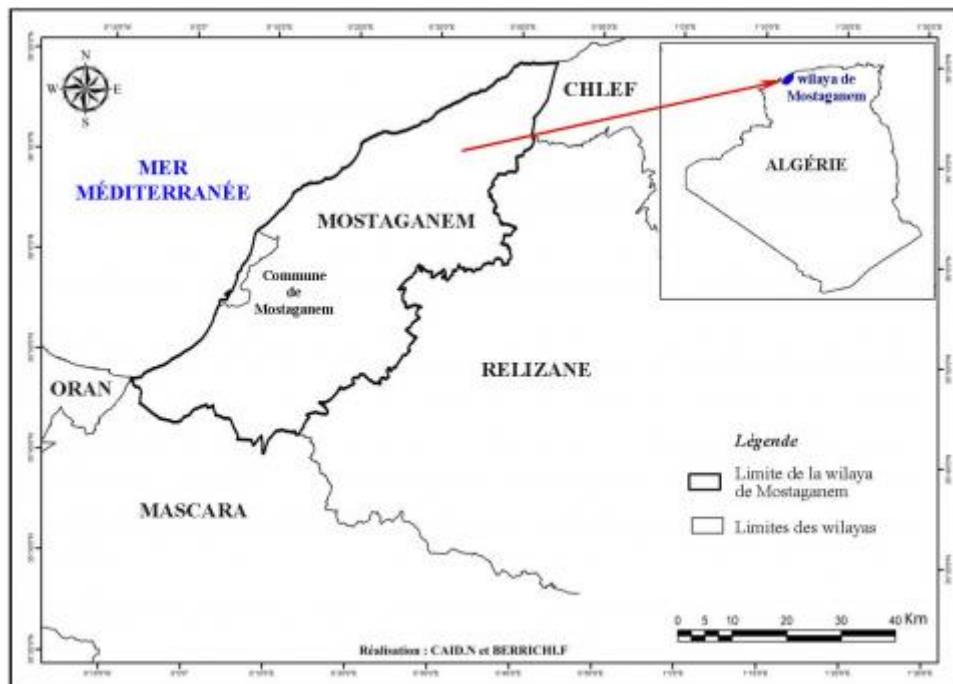 N
W E
S
CHLEF
wilaya de
Mostaganem
ALGÉRIE
MER
MÉDITERRANÉE
MOSTAGANEM
Commune
de
Mostaganem
RELIZANE
ORAN
MASCARA
Légende
Limite de la wilaya
de Mostaganem
Limites des wilayas
0 5 10 20 30 40 Km
Réalisation : CAID.N et BERRICHI.F